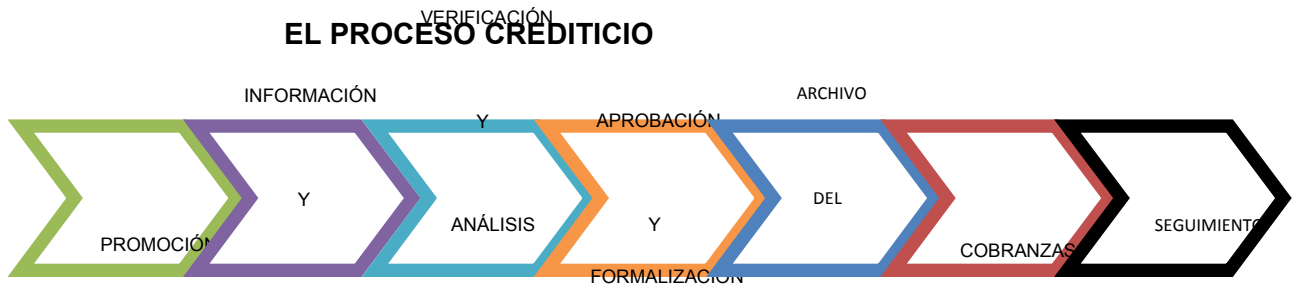 EL PROCESO CREDITICIO
PROMOCIÓN
INFORMACIÓN
Y
VERIFICACIÓN
Y
ANÁLISIS
APROBACIÓN
Y
FORMALIZACIÓN
ARCHIVO
DEL
COBRANZAS
SEGUIMIENTO